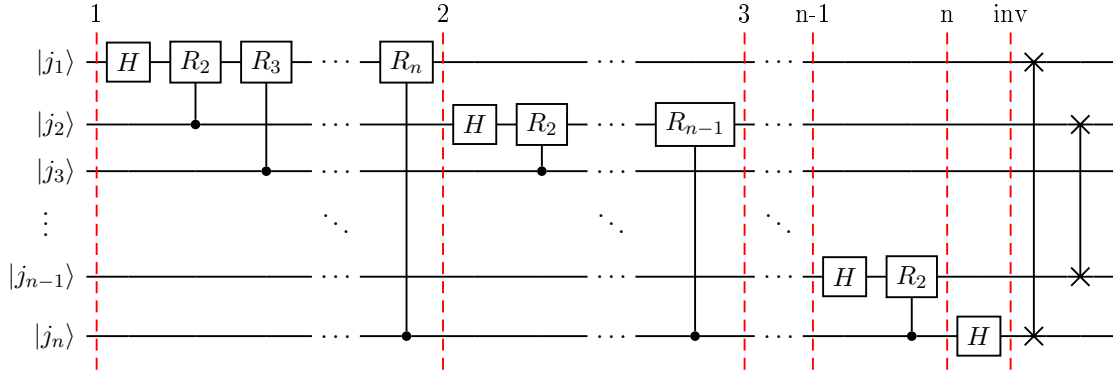 1 2 3 n-1 n inv
|j₁⟩ H R₂ R₃ ··· Rₙ ··· ···
|j₂⟩ ··· H R₂ ··· Rₙ₋₁ ···
|j₃⟩ ··· ··· ···
⋮ ⋱ ⋱ ⋱
|jₙ₋₁⟩ ··· ··· ··· H R₂
|jₙ⟩ ··· ··· ··· H